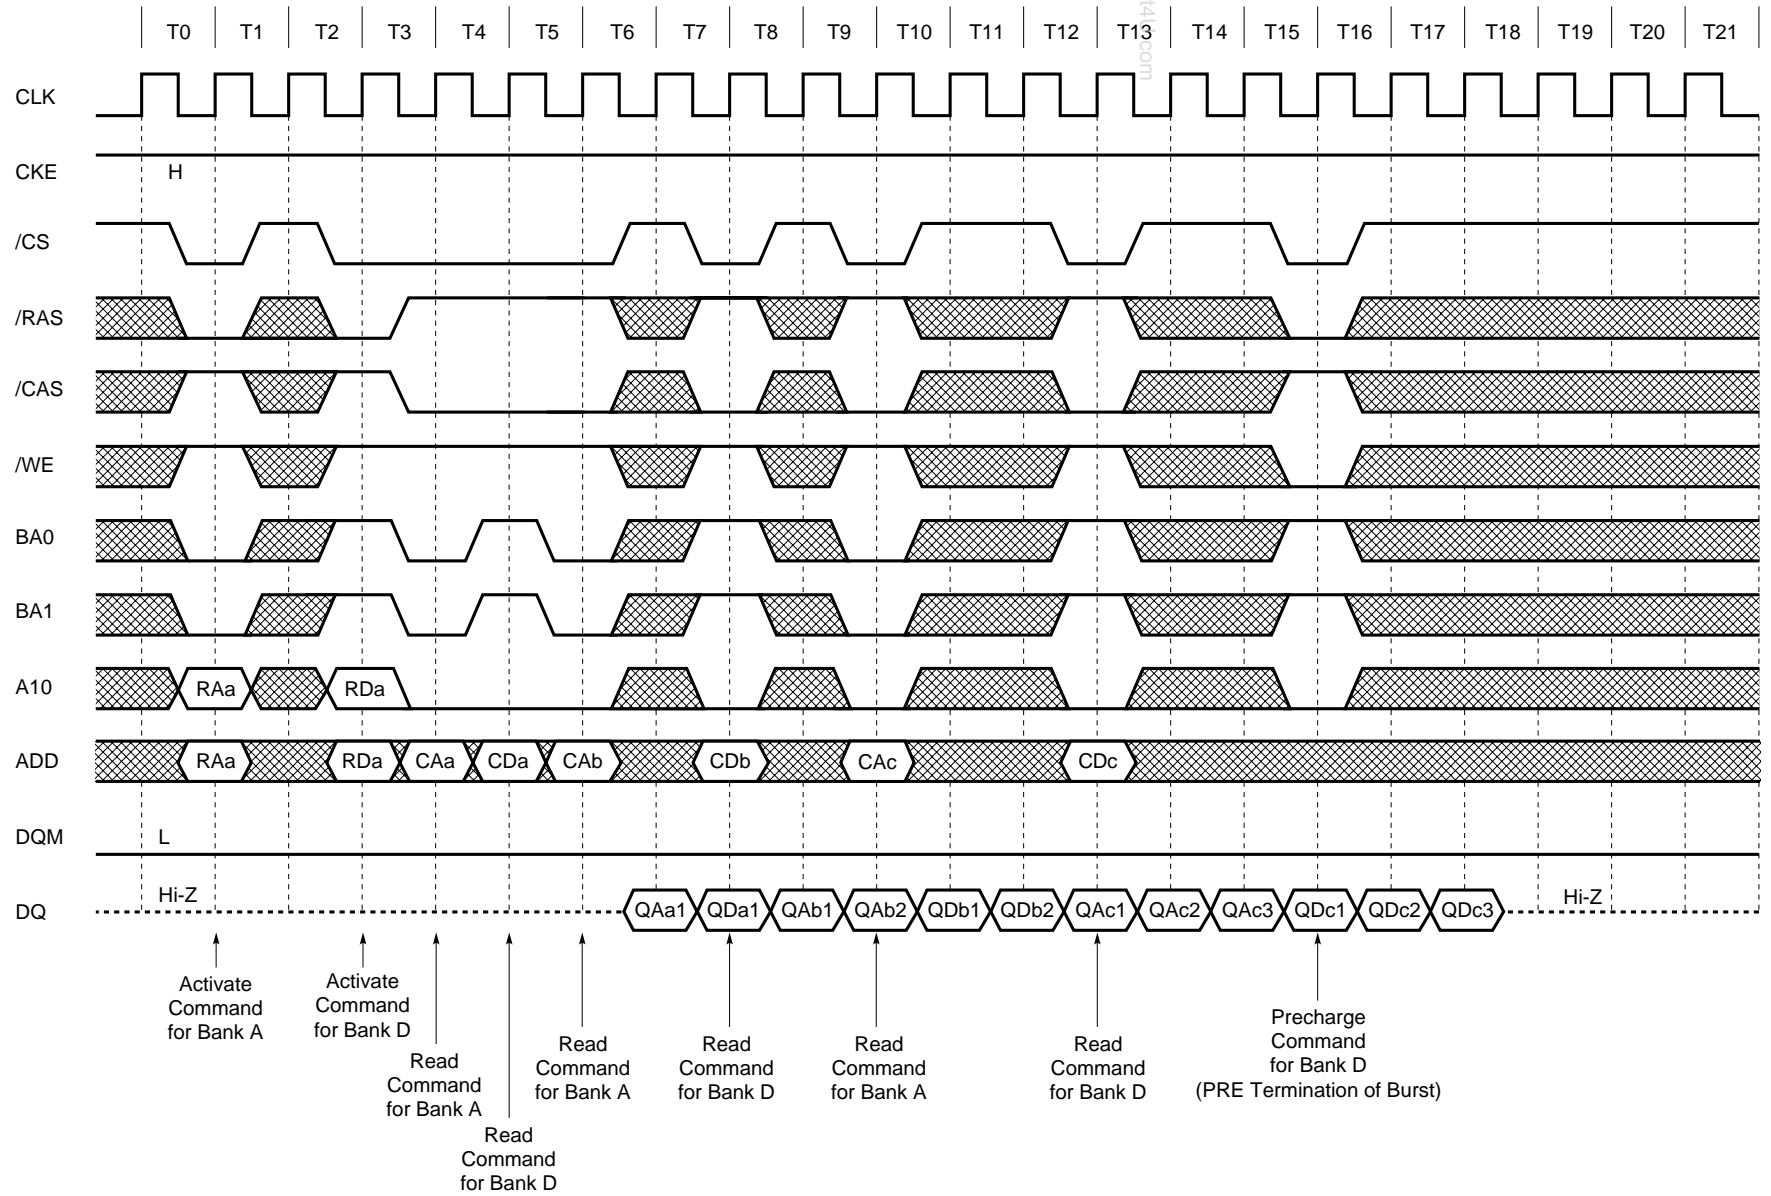 T0 T1 T2 T3 T4 T5 T6 T7 T8 T9 T10 T11 T12 T13 T14 T15 T16 T17 T18 T19 T20 T21
CLK
CKE H
/CS
/RAS
/CAS
/WE
BA0
BA1
A10 RAa RDa
ADD RAa RDa CAa CDa CAb CDb CAc CDc
DQM L
DQ Hi-Z QAa1 QDa1 QAb1 QAb2 QDb1 QDb2 QAc1 QAc2 QAc3 QDc1 QDc2 QDc3 Hi-Z
Activate
Command
for Bank A
Activate
Command
for Bank D
Read
Command
for Bank A
Read
Command
for Bank D
Read
Command
for Bank A
Read
Command
for Bank D
Read
Command
for Bank A
Read
Command
for Bank D
Precharge
Command
for Bank D
(PRE Termination of Burst)